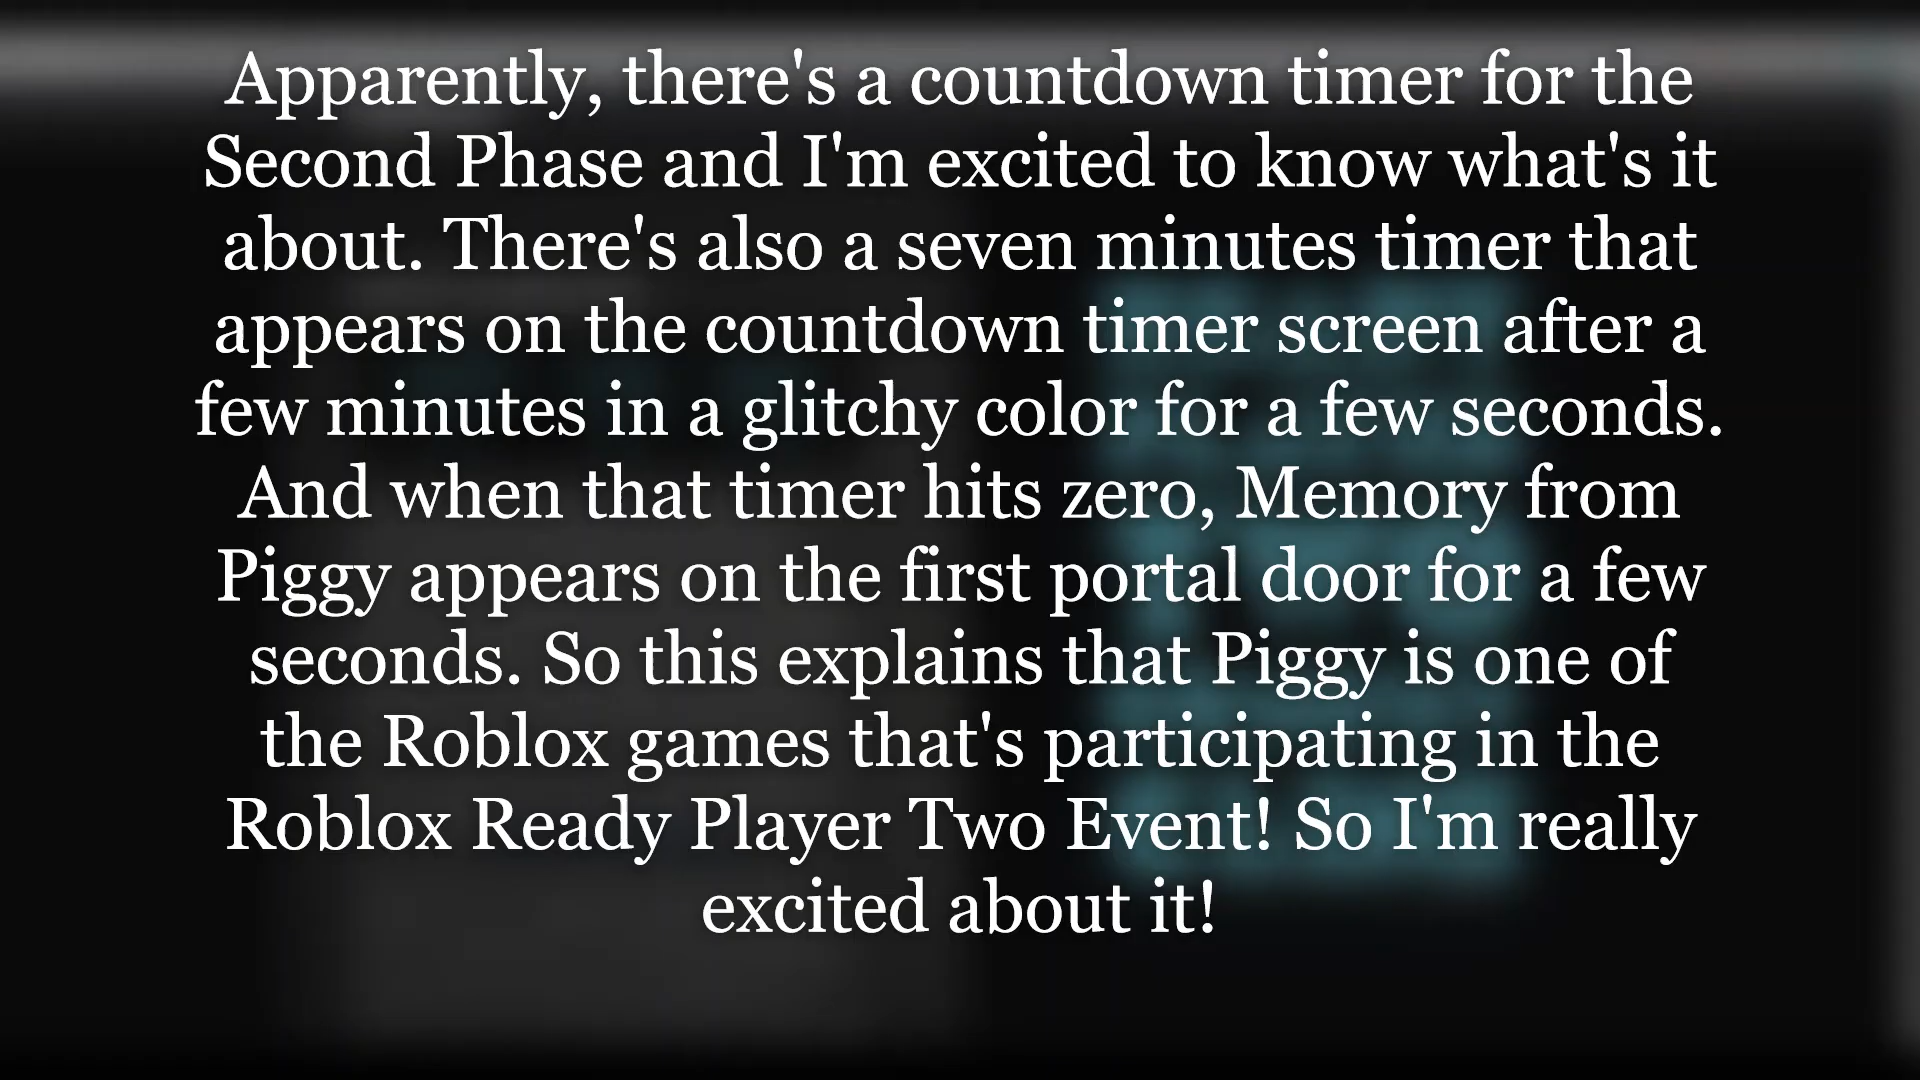 Apparently, there's a countdown timer for the
Second Phase and I'm excited to know what's it
about. There's also a seven minutes timer that
appears on the countdown timer screen after a
few minutes in a glitchy color for a few seconds.
And when that timer hits zero, Memory from
Piggy appears on the first portal door for a few
seconds. So this explains that Piggy is one of
the Roblox games that's participating in the
Roblox Ready Player Two Event! So I'm really
excited about it!